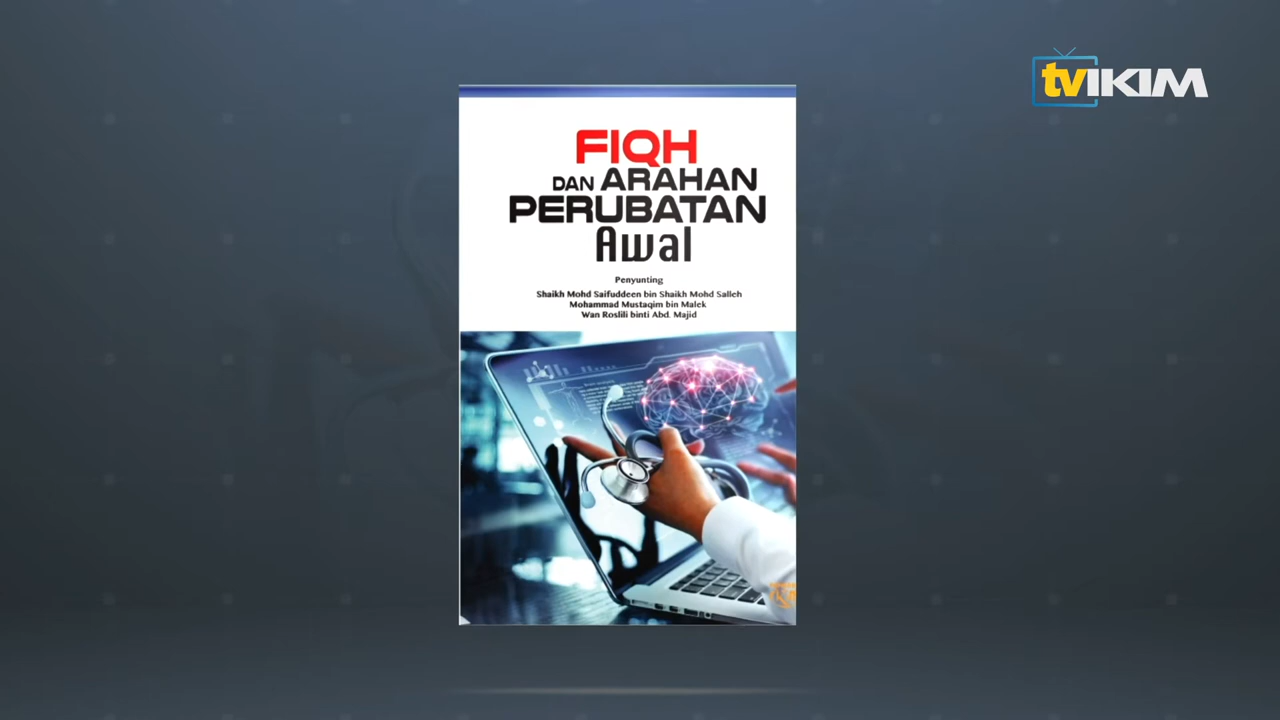 tvIKIM
FIQH
DAN ARAHAN
PERUBATAN
Awal
Penyunting
Shaikh Mohd Saifuddeen bin Shaikh Mohd Salleh
Mohammad Mustaqim bin Malek
Wan Roslili binti Abd. Majid